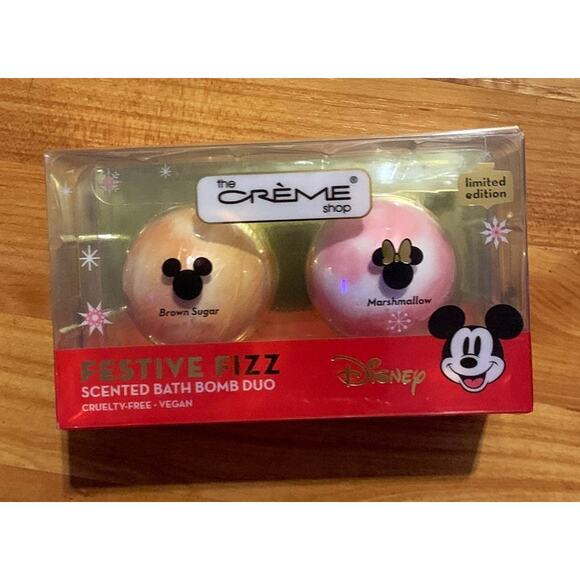 the
CRÈME®
shop
limited
edition
Brown Sugar
Marshmallow
FESTIVE FIZZ
SCENTED BATH BOMB DUO
CRUELTY-FREE - VEGAN
Disney